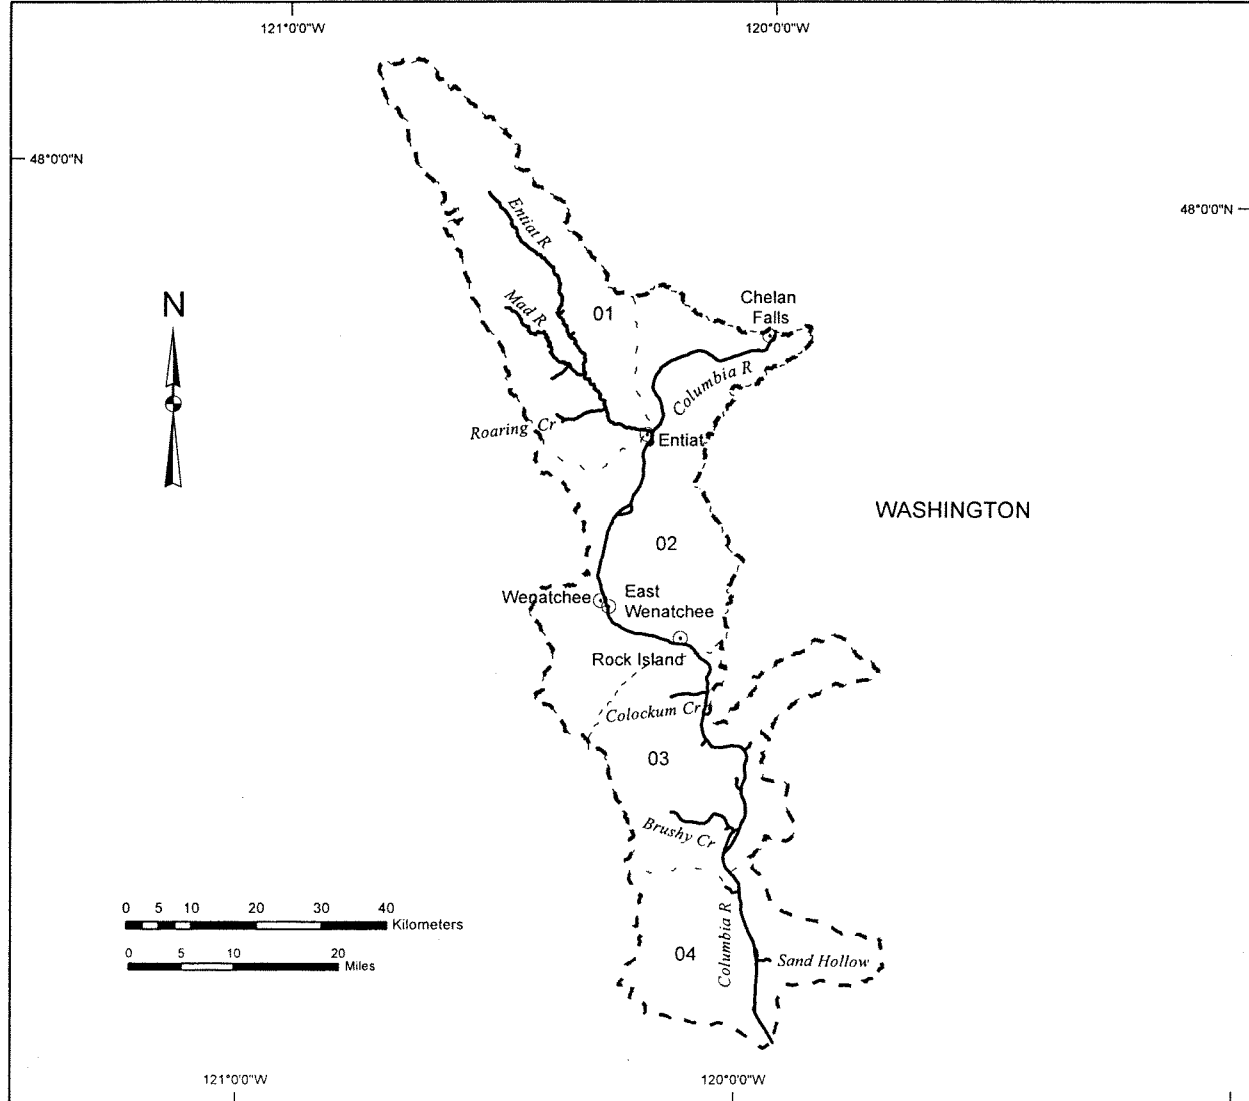 121°0'0"W
120°0'0"W
48°0'0"N
48°0'0"N
Entiat R
N
Mad R
01
Chelan
Falls
Columbia R
Roaring Cr
Entiat
WASHINGTON
02
Wenatchee
East
Wenatchee
Rock Island
Colockum Cr
03
Brushy Cr
0 5 10 20 30 40
Kilometers
0 5 10 20
Miles
04
Columbia R
Sand Hollow
121°0'0"W
120°0'0"W